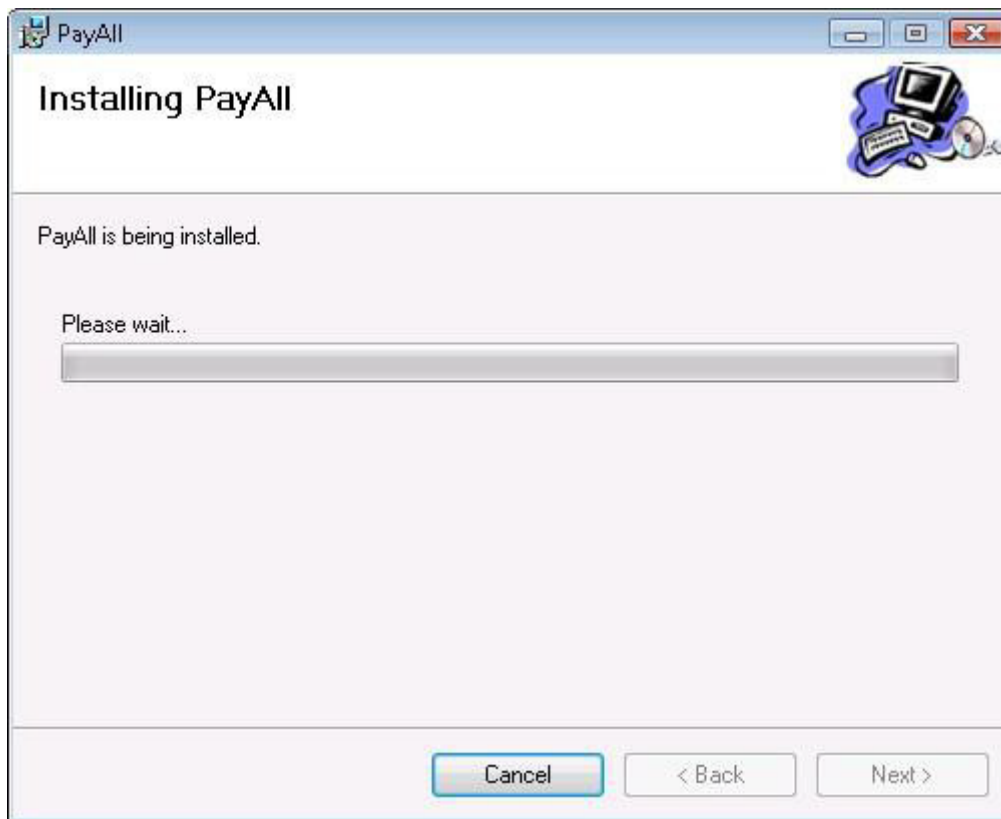 PayAll
Installing PayAll
PayAll is being installed.
Please wait...
Cancel
< Back
Next >